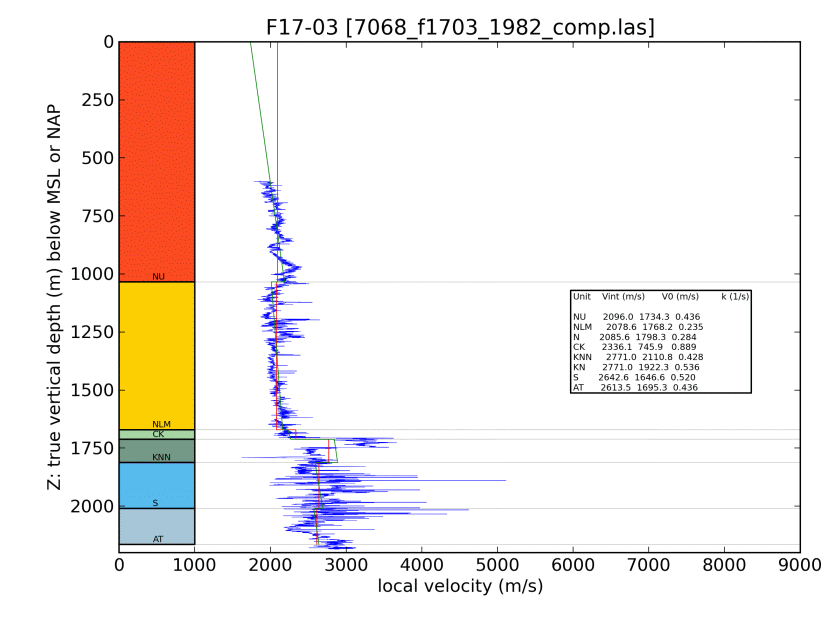 F17-03 [7068_f1703_1982_comp.las]
Z: true vertical depth (m) below MSL or NAP
0
250
500
750
1000
1250
1500
1750
2000
NU
NLM
CK
KNN
S
AT
Unit Vint (m/s) V0 (m/s) k (1/s)
NU 2096.0 1734.3 0.436
NLM 2078.6 1768.2 0.235
N 2085.6 1798.3 0.284
CK 2336.1 745.9 0.889
KNN 2771.0 2110.8 0.428
KN 2771.0 1922.3 0.536
S 2642.6 1646.6 0.520
AT 2613.5 1695.3 0.436
0 1000 2000 3000 4000 5000 6000 7000 8000 9000
local velocity (m/s)